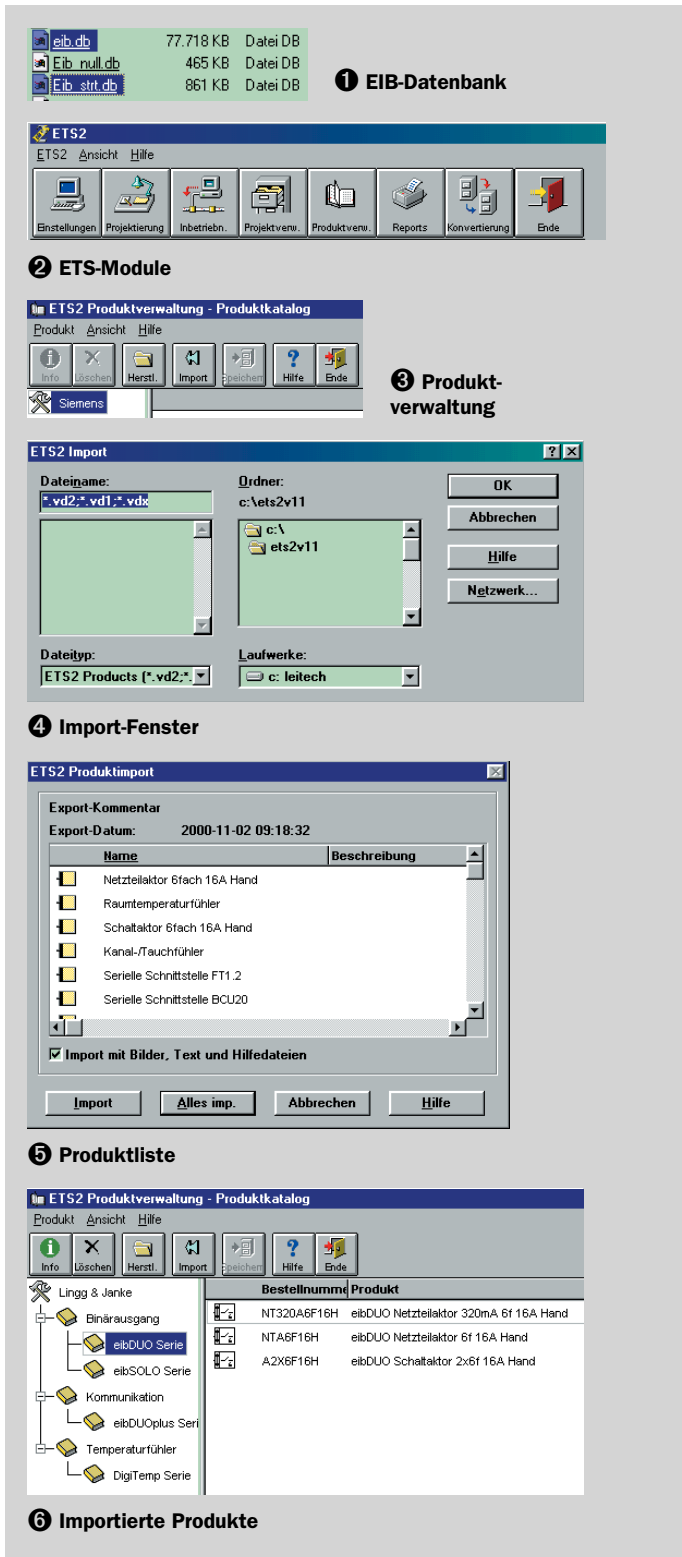 eib.db 77.718 KB Datei DB
Eib_null.db 465 KB Datei DB
Eib_strt.db 861 KB Datei DB
❶ EIB-Datenbank
ETS2
ETS2 Ansicht Hilfe
Einstellungen Projektierung Inbetriebn. Projektverw. Produktverw. Reports Konvertierung Ende
❷ ETS-Module
ETS2 Produktverwaltung - Produktkatalog
Produkt Ansicht Hilfe
Info Löschen Herstl. Import Speichern Hilfe Ende
Siemens
❸ Produkt-
verwaltung
ETS2 Import
Dateiname:
*.vd2;*.vd1;*.vdx
Ordner:
c:\ets2v11
c:\
ets2v11
OK
Abbrechen
Hilfe
Netzwerk...
Dateityp:
ETS2 Products (*.vd2;*.
Laufwerke:
c: leitech
❹ Import-Fenster
ETS2 Produktimport
Export-Kommentar
Export-Datum: 2000-11-02 09:18:32
Name Beschreibung
Netzteilaktor 6fach 16A Hand
Raumtemperaturfühler
Schaltaktor 6fach 16A Hand
Kanal-/Tauchfühler
Serielle Schnittstelle FT1.2
Serielle Schnittstelle BCU20
Import mit Bilder, Text und Hilfedateien
Import Alles imp. Abbrechen Hilfe
❺ Produktliste
ETS2 Produktverwaltung - Produktkatalog
Produkt Ansicht Hilfe
Info Löschen Herstl. Import Speichern Hilfe Ende
Lingg & Janke
Binärausgang
eibDUO Serie
eibSOLO Serie
Kommunikation
eibDUOplus Seri
Temperaturfühler
DigiTemp Serie
Bestellnumme Produkt
NT320A6F16H eibDUO Netzteilaktor 320mA 6f 16A Hand
NTA6F16H eibDUO Netzteilaktor 6f 16A Hand
A2X6F16H eibDUO Schaltaktor 2x6f 16A Hand
❻ Importierte Produkte